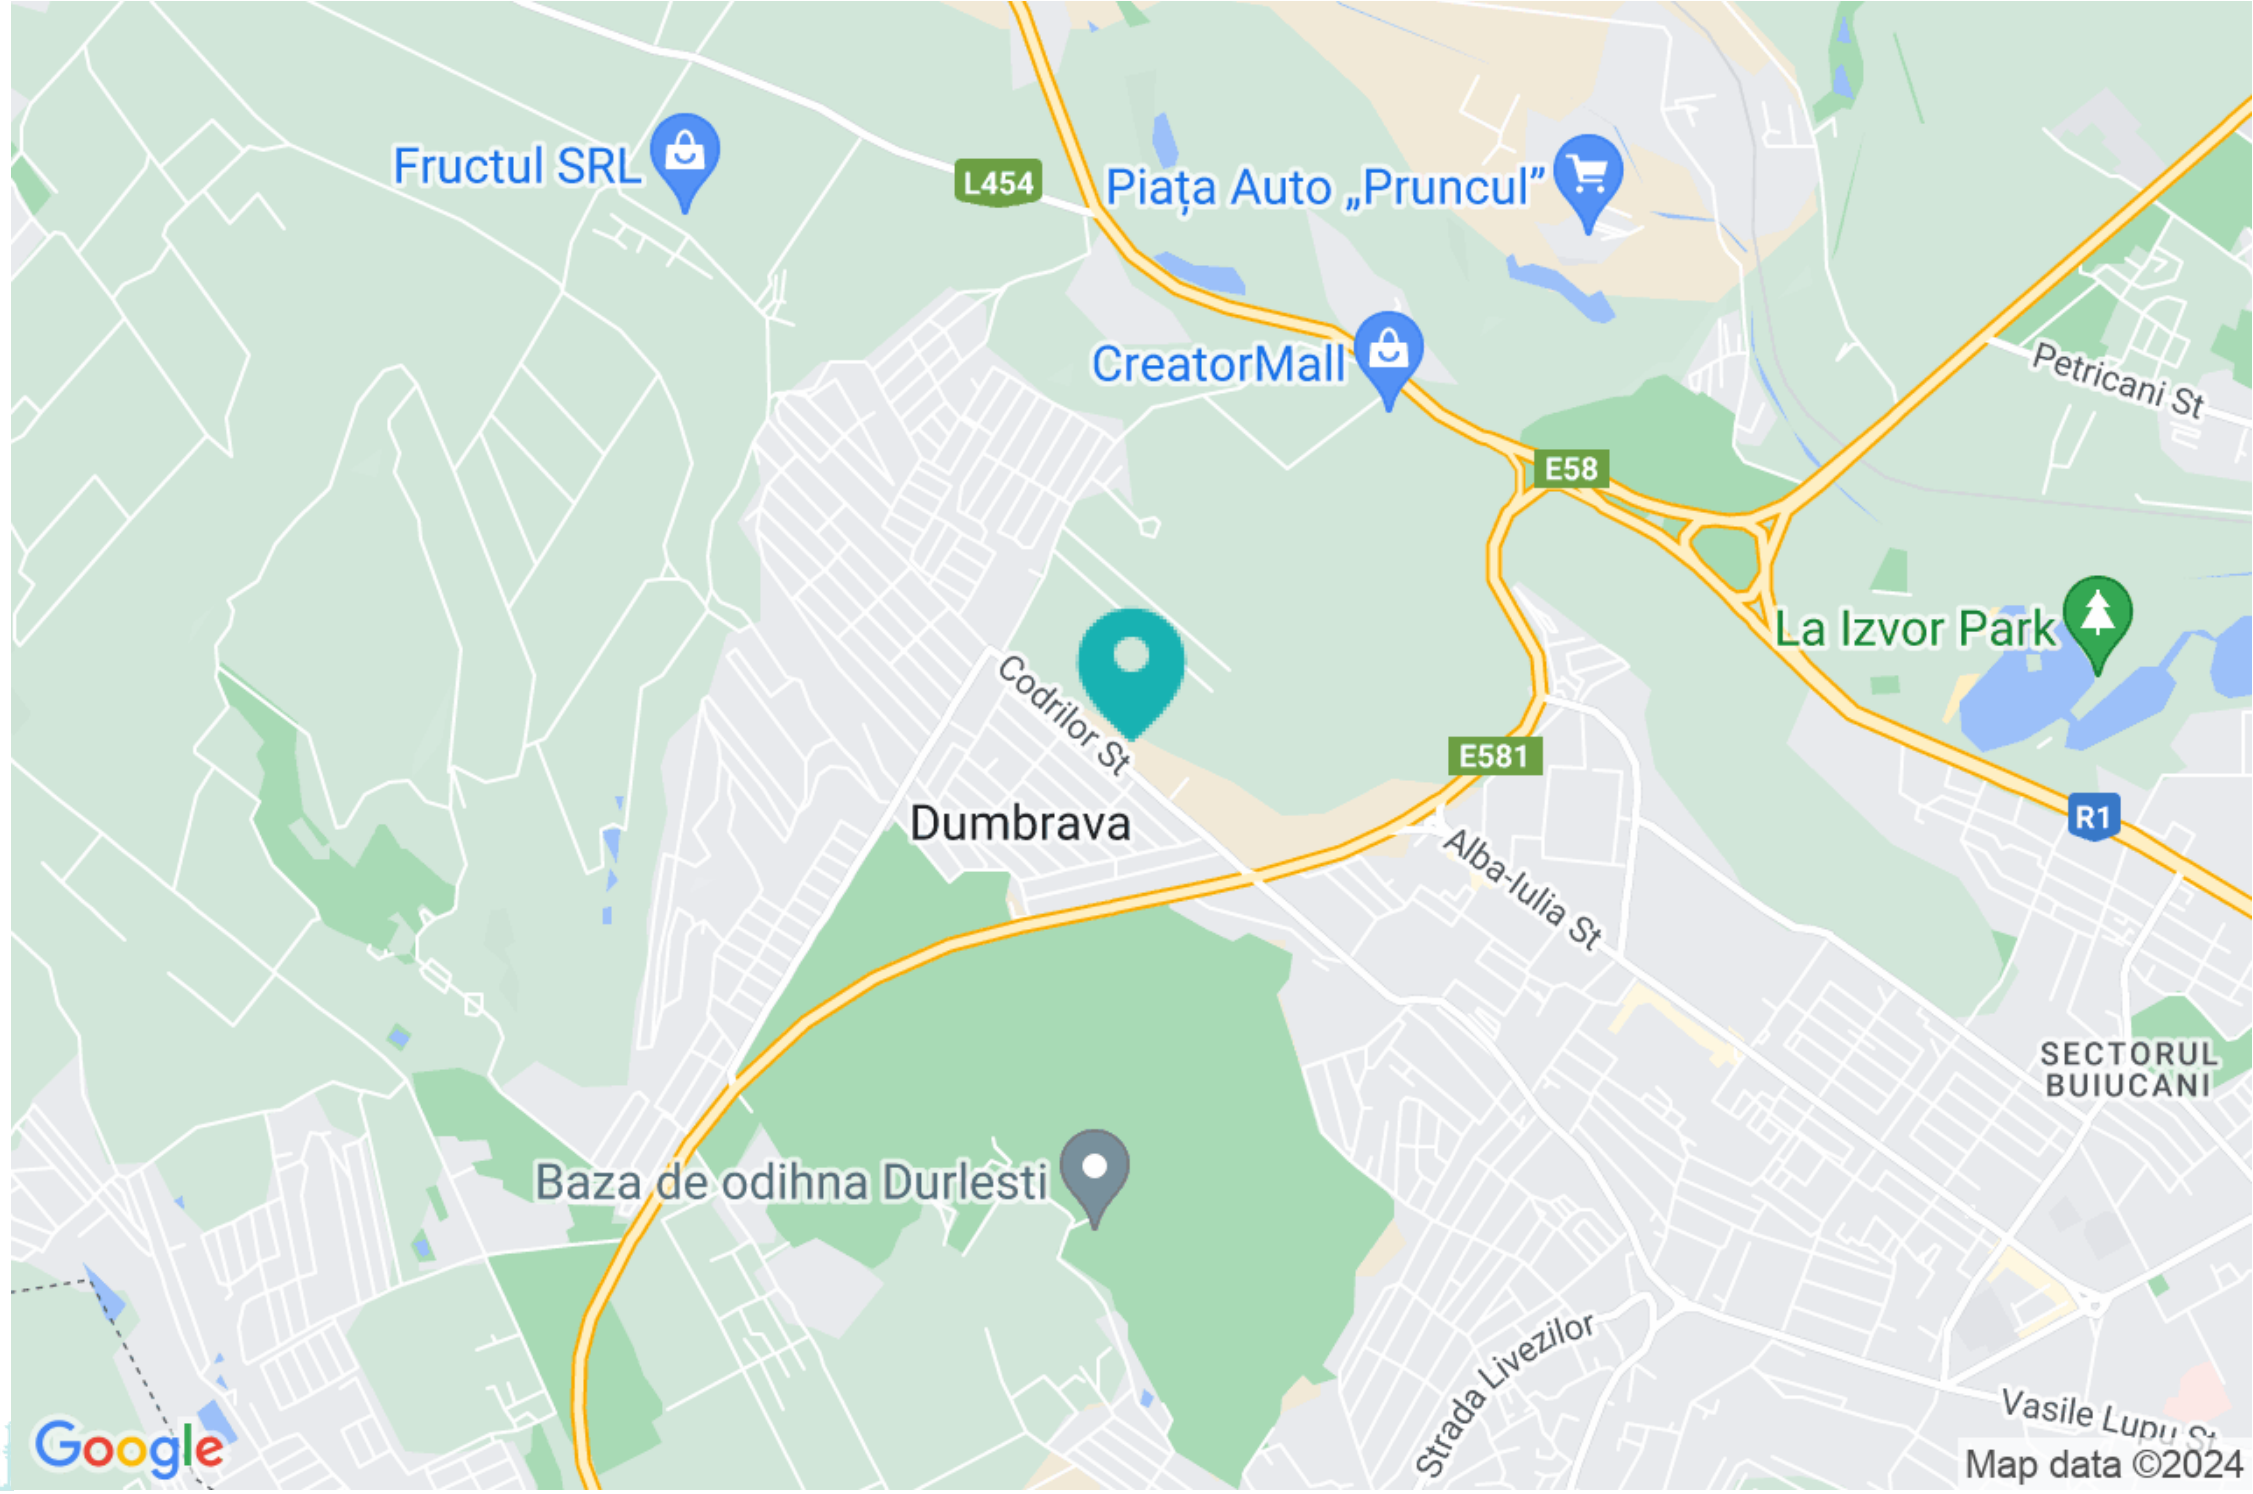 Fructul SRL
L454
Piața Auto „Pruncul”
CreatorMall
Petricani St
E58
La Izvor Park
Codrilor St
E581
Dumbrava
R1
Alba-Iulia St
SECTORUL
BUIUCANI
Baza de odihna Durlesti
Strada Livezilor
Vasile Lupu St
Google
Map data ©2024